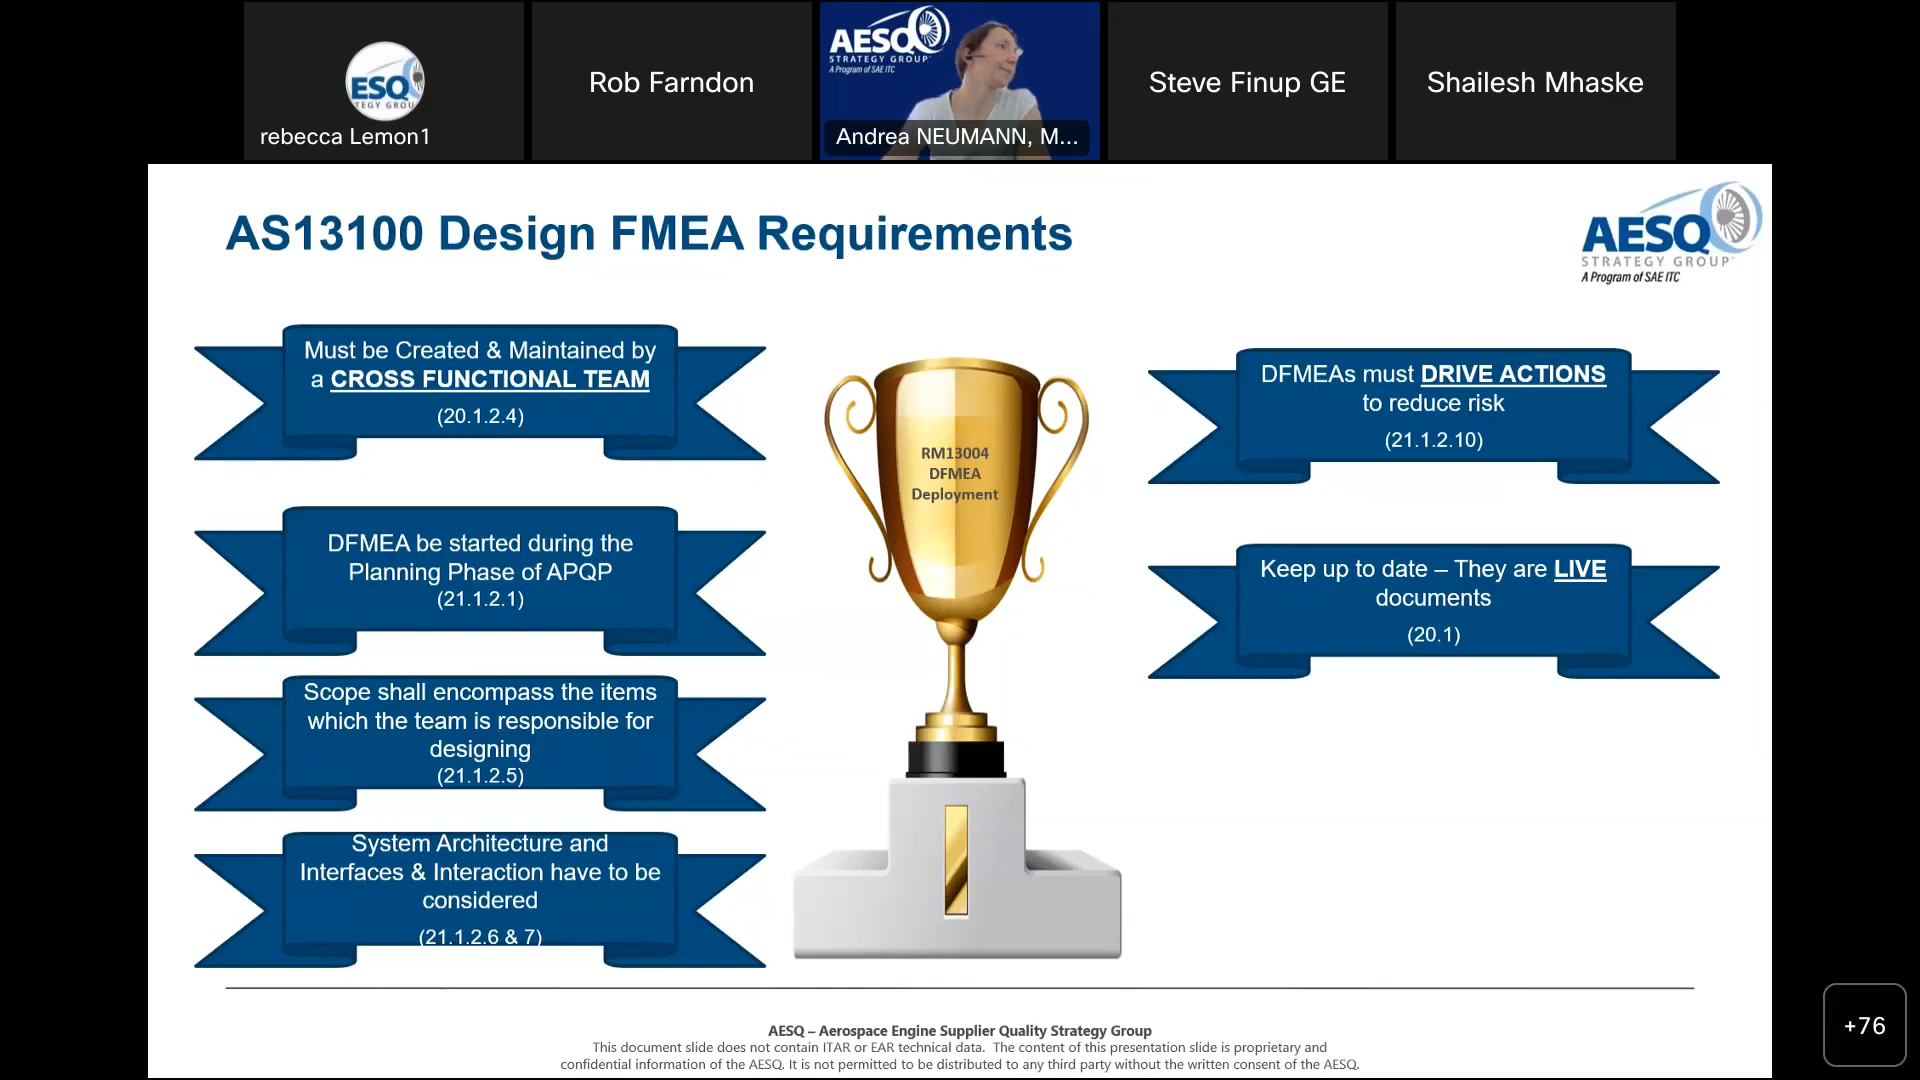 ESQ
TEGY GROU
rebecca Lemon1
Rob Farndon
AESQ
STRATEGY GROUP
A Program of SAE ITC
Andrea NEUMANN, M...
Steve Finup GE
Shailesh Mhaske
AS13100 Design FMEA Requirements
AESQ
STRATEGY GROUP
A Program of SAE ITC
Must be Created & Maintained by
a CROSS FUNCTIONAL TEAM
(20.1.2.4)
DFMEA be started during the
Planning Phase of APQP
(21.1.2.1)
Scope shall encompass the items
which the team is responsible for
designing
(21.1.2.5)
System Architecture and
Interfaces & Interaction have to be
considered
(21.1.2.6 & 7)
RM13004
DFMEA
Deployment
DFMEAs must DRIVE ACTIONS
to reduce risk
(21.1.2.10)
Keep up to date – They are LIVE
documents
(20.1)
AESQ – Aerospace Engine Supplier Quality Strategy Group
This document slide does not contain ITAR or EAR technical data.  The content of this presentation slide is proprietary and
confidential information of the AESQ. It is not permitted to be distributed to any third party without the written consent of the AESQ.
+76